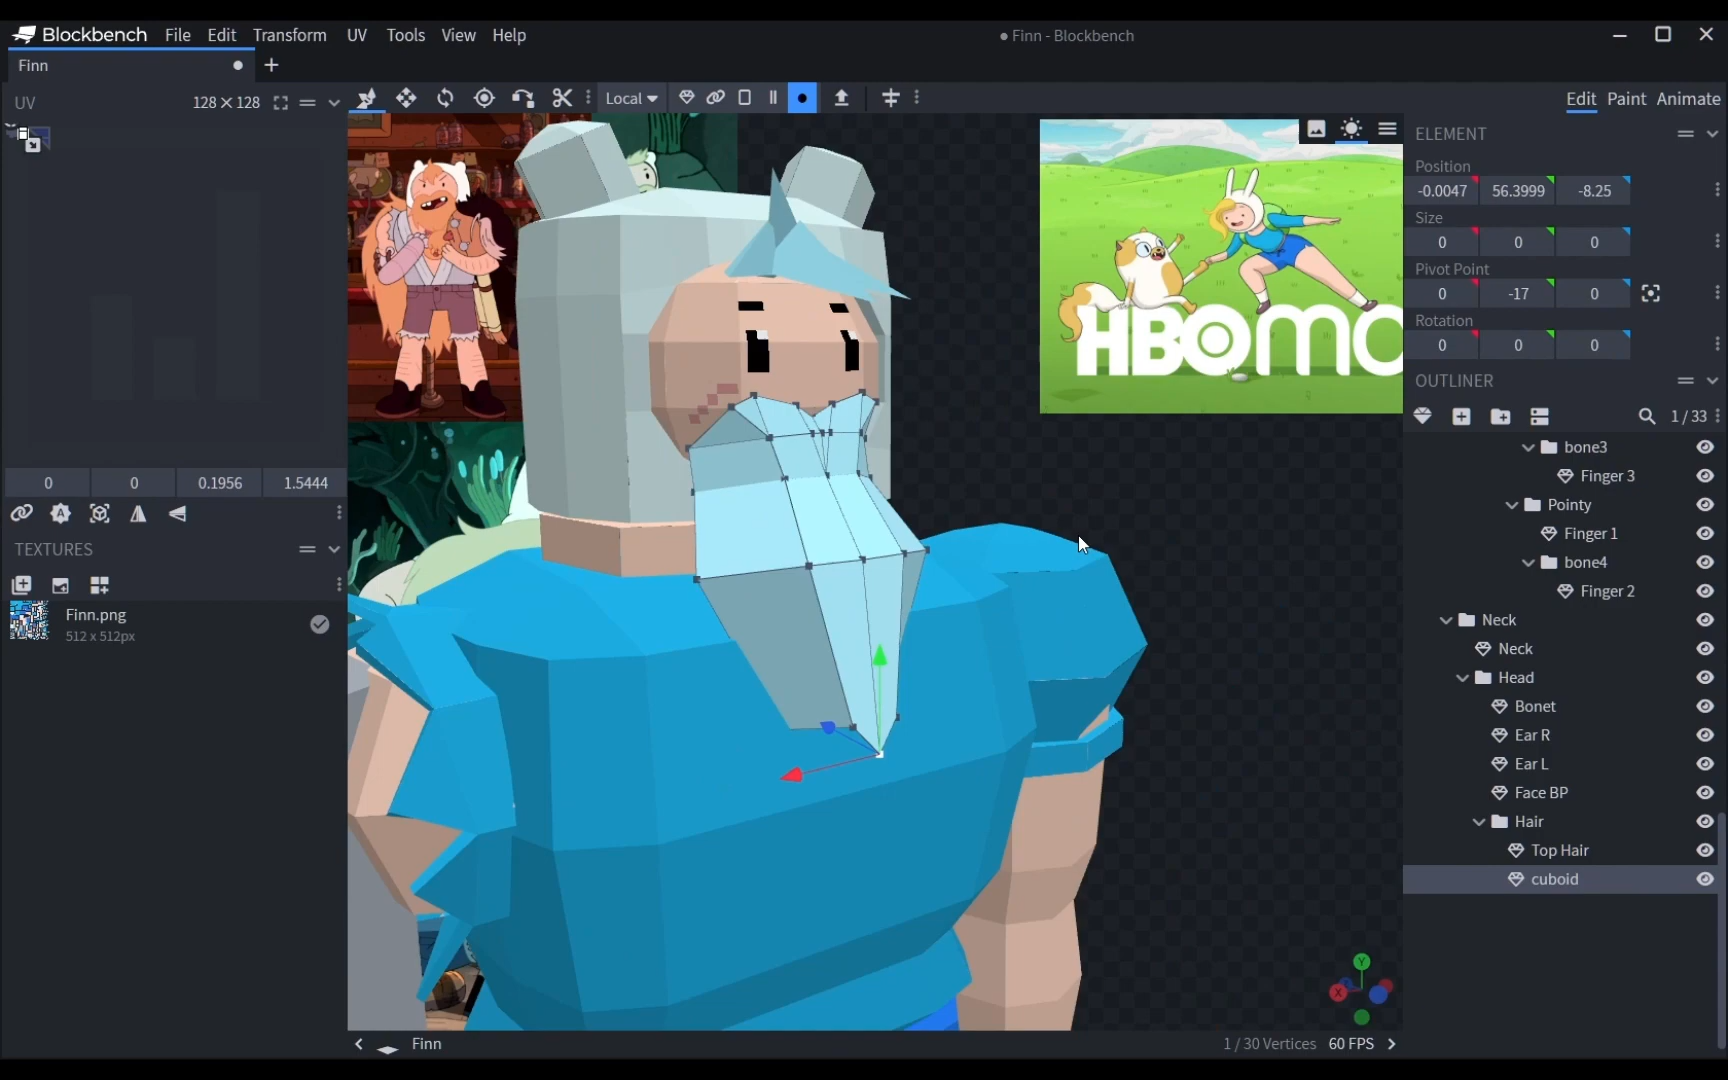 Blockbench File Edit Transform UV Tools View Help
Finn - Blockbench
Finn
UV 128 × 128
Local
Edit Paint Animate
ELEMENT
Position
-0.0047 56.3999 -8.25
Size
0 0 0
Pivot Point
0 -17 0
Rotation
0 0 0
OUTLINER
1 / 33
bone3
Finger 3
Pointy
Finger 1
bone4
Finger 2
Neck
Neck
Head
Bonet
Ear R
Ear L
Face BP
Hair
Top Hair
cuboid
0 0 0.1956 1.5444
TEXTURES
Finn.png
512 x 512px
HBOMO
X
Y
Finn
1 / 30 Vertices 60 FPS